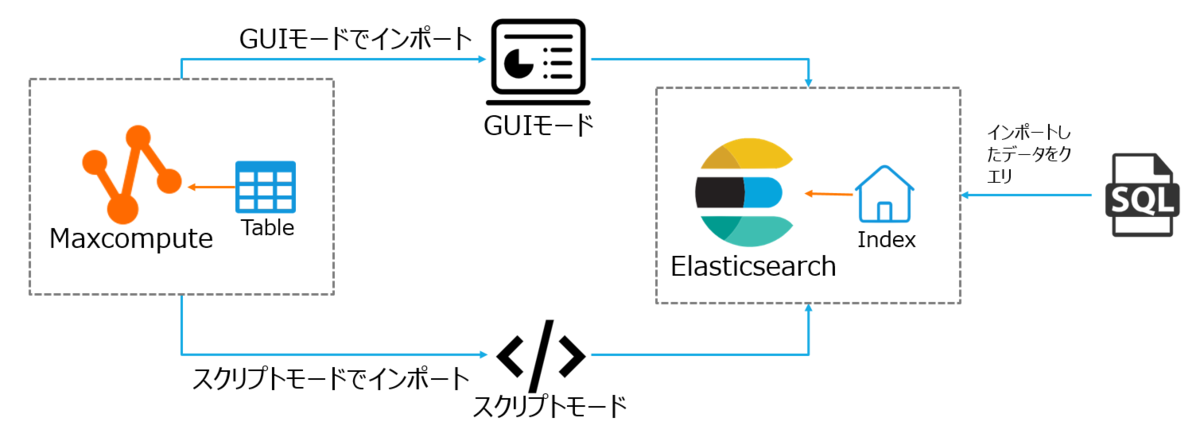 GUIモードでインポート
GUIモード
Maxcompute
Table
スクリプトモードでインポート
スクリプトモード
Elasticsearch
Index
インポートし
たデータをク
エリ
SQL